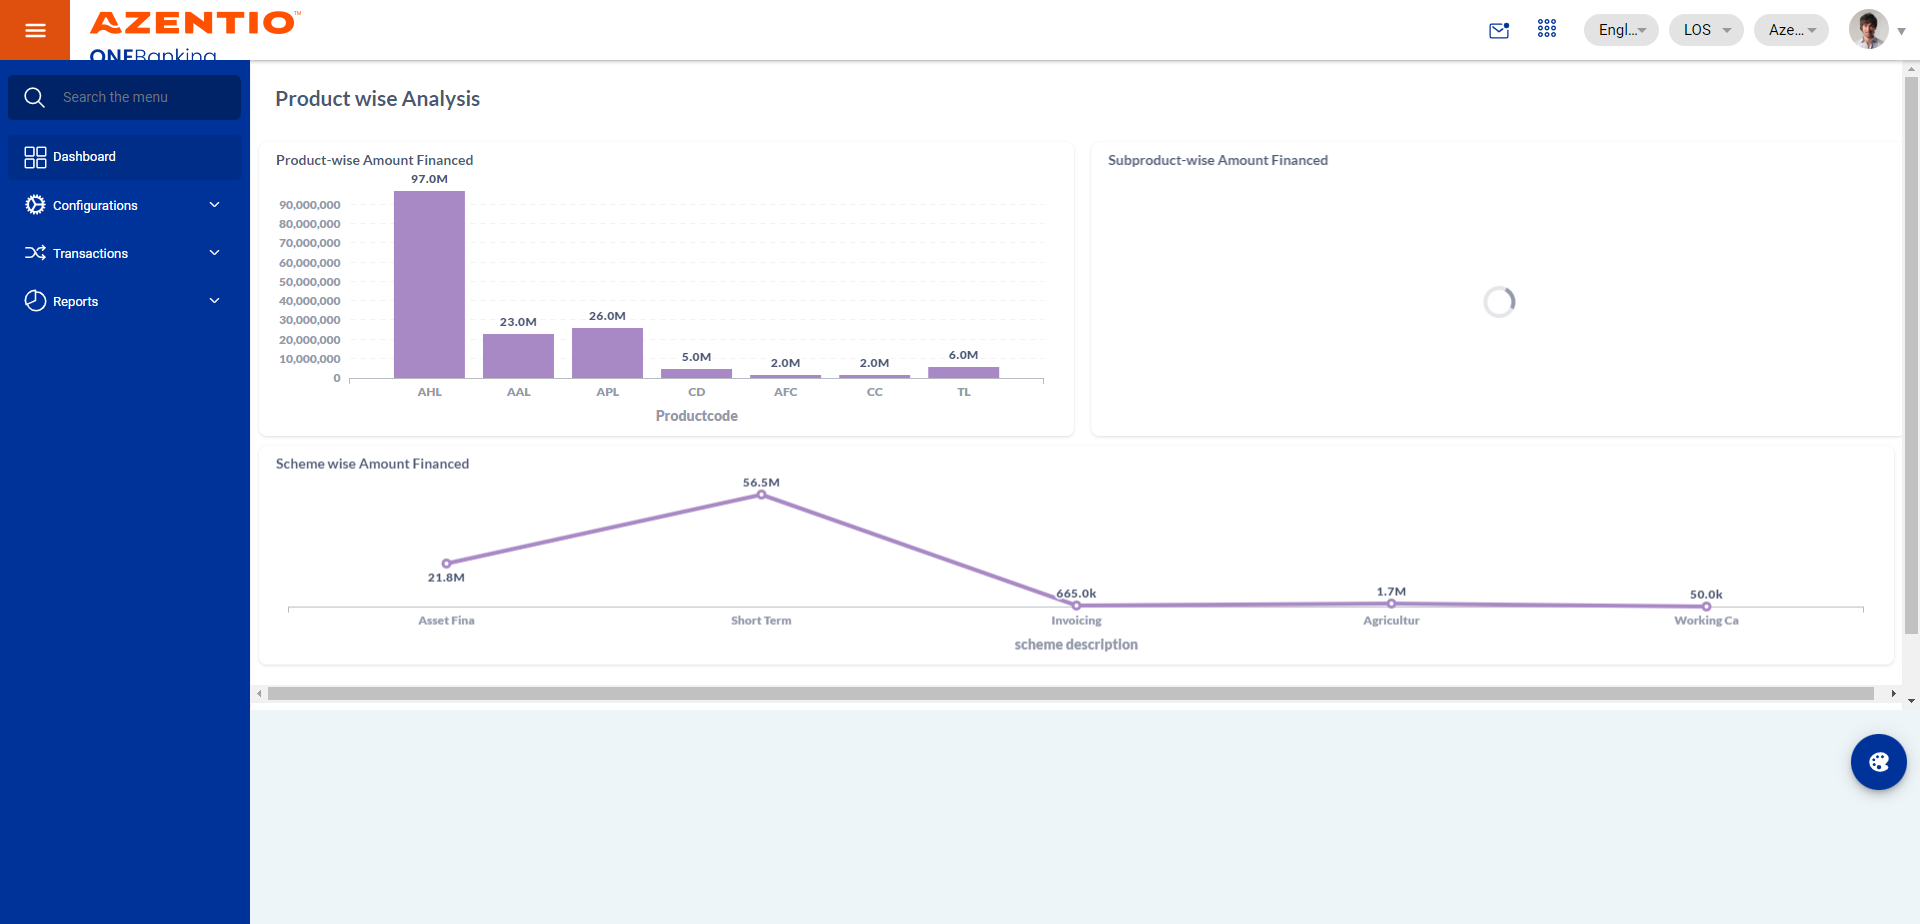 AZENTIO™
ONEBanking
Engl...
LOS
Aze...
Search the menu
Dashboard
Configurations
Transactions
Reports
Product wise Analysis
Product-wise Amount Financed
97.0M
90,000,000
80,000,000
70,000,000
60,000,000
50,000,000
40,000,000
30,000,000
20,000,000
10,000,000
0
23.0M
26.0M
5.0M
2.0M
2.0M
6.0M
AHL
AAL
APL
CD
AFC
CC
TL
Productcode
Subproduct-wise Amount Financed
Scheme wise Amount Financed
21.8M
56.5M
665.0k
1.7M
50.0k
Asset Fina
Short Term
Invoicing
Agricultur
Working Ca
scheme description